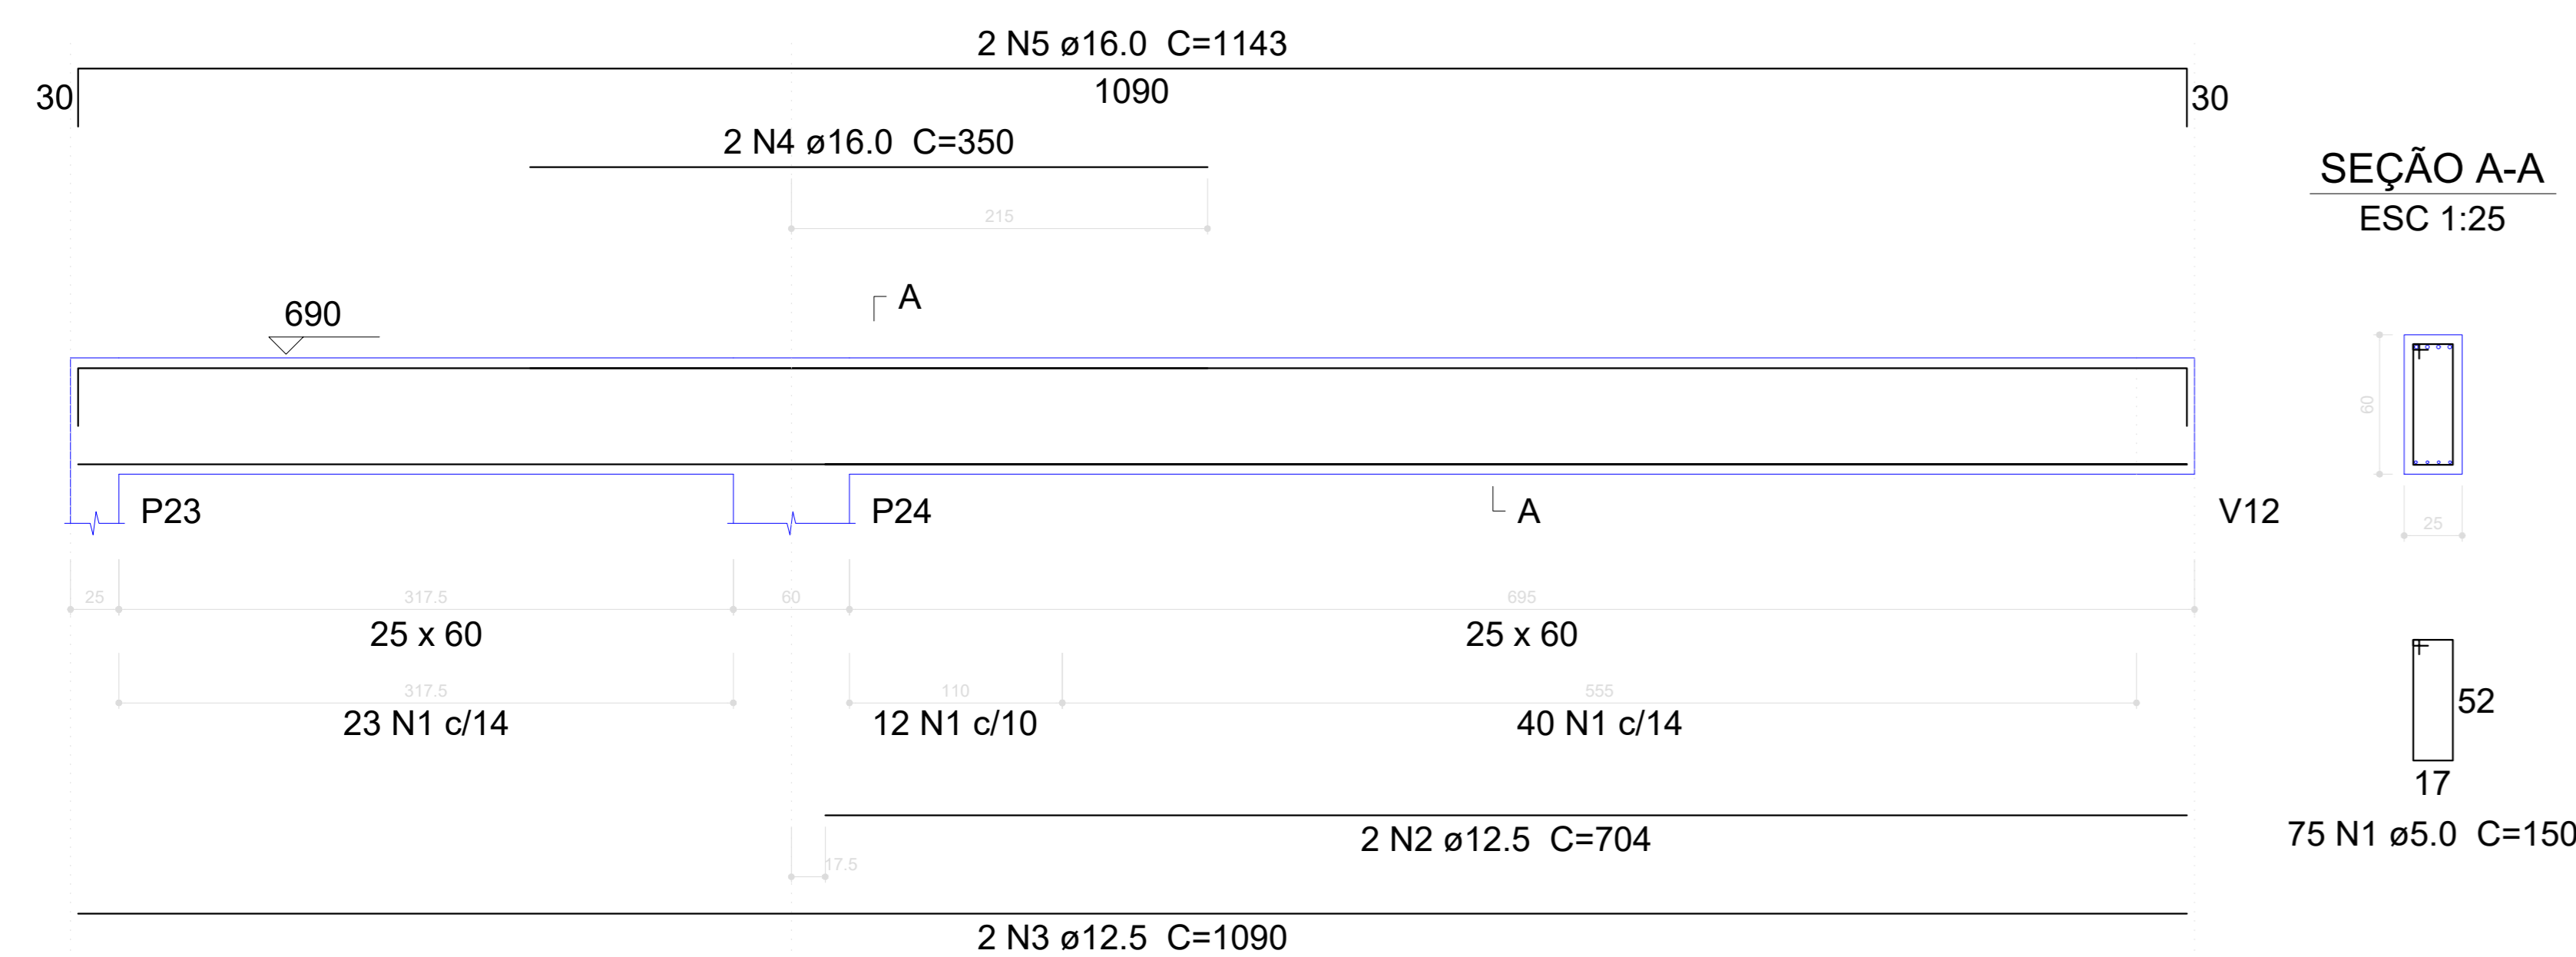 2 N5 ø16.0 C=1143
30
1090
30
2 N4 ø16.0 C=350
SEÇÃO A-A
ESC 1:25
215
A
690
60
P23
P24
A
V12
25
25
317.5
60
695
25 x 60
25 x 60
317.5
110
555
52
23 N1 c/14
12 N1 c/10
40 N1 c/14
17
75 N1 ø5.0 C=150
2 N2 ø12.5 C=704
17.5
2 N3 ø12.5 C=1090